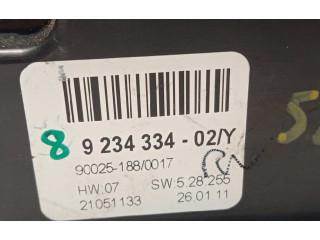 8 9 234 334 - 02/Y
90025-188/0017
HW:07 SW:5.28.255
21051133 26.01.11